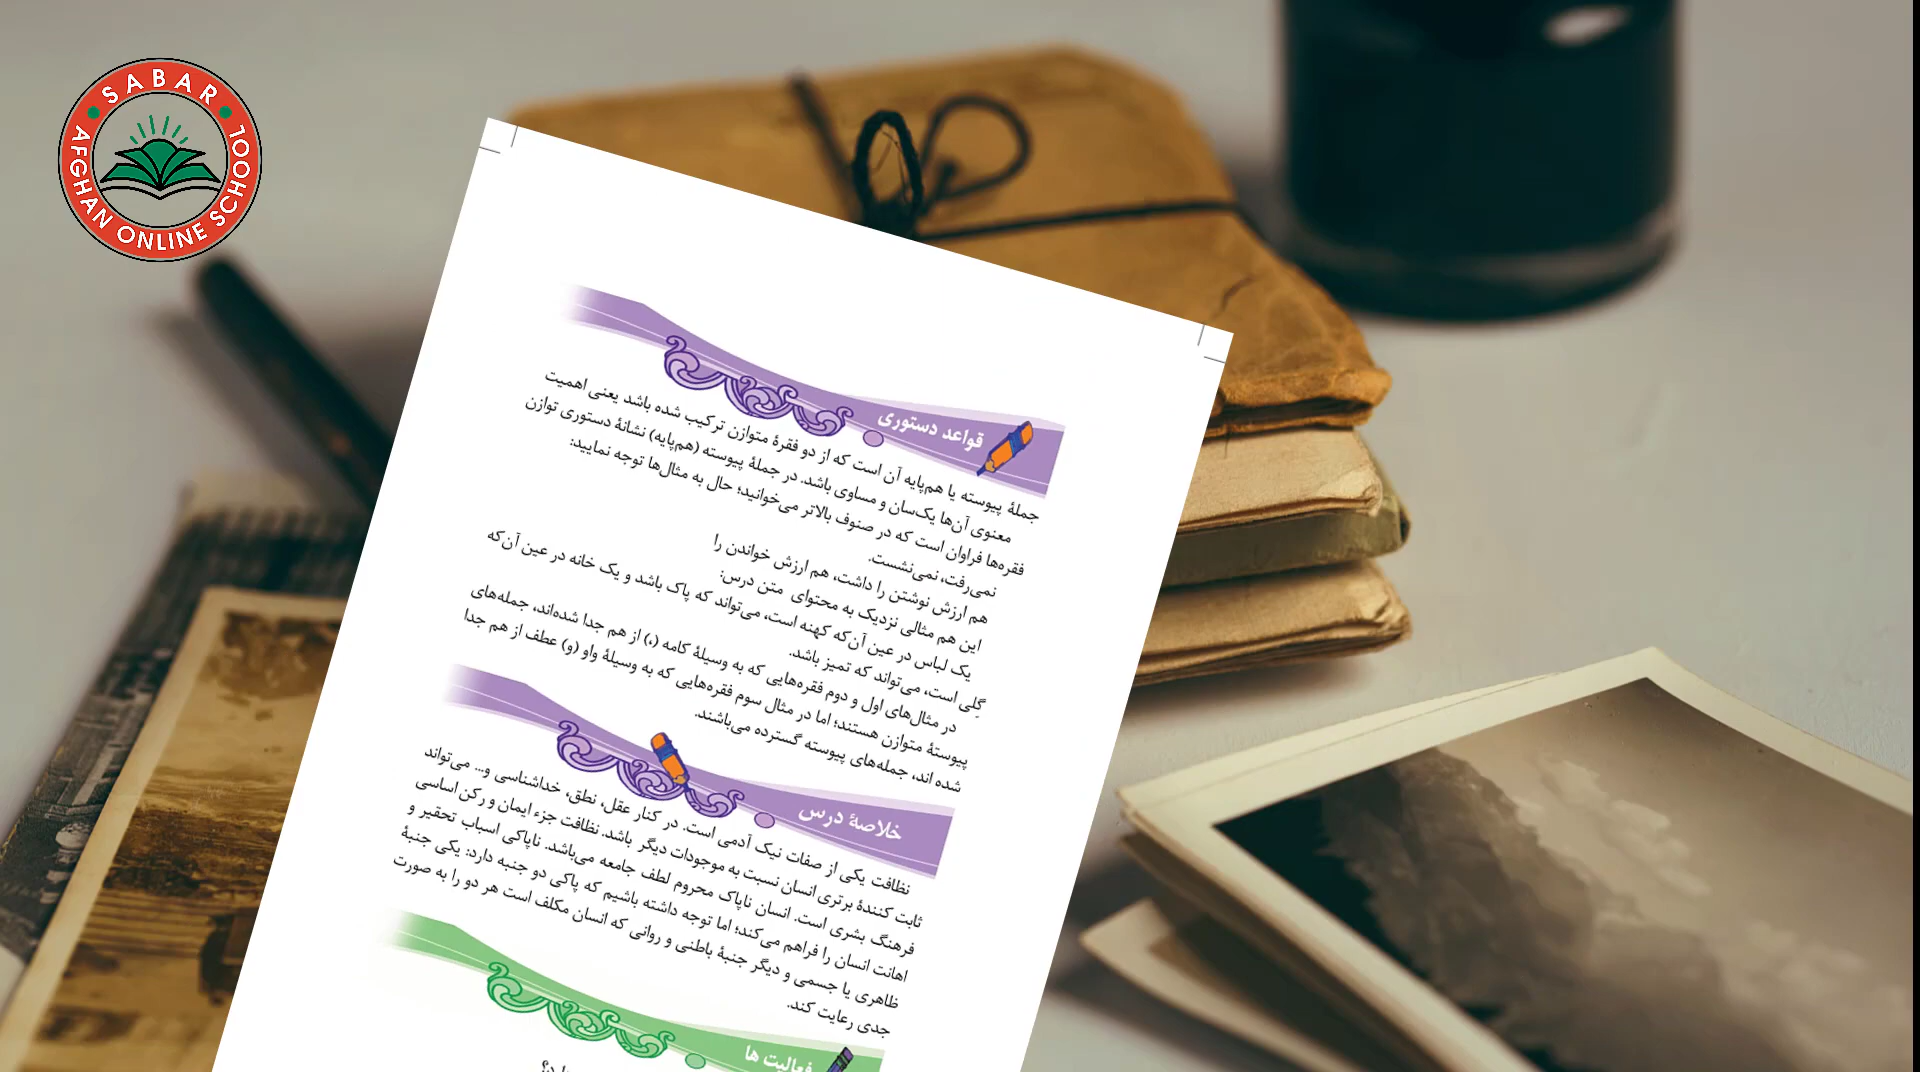 SABAR
AFGHAN ONLINE SCHOOL
قواعد دستوری
جملهٔ پیوسته یا هم‌پایه آن است که از دو فقرهٔ متوازن ترکیب شده باشد یعنی اهمیت
معنوی آن‌ها یک‌سان و مساوی باشد. در جملهٔ پیوسته (هم‌پایه) نشانهٔ دستوری توازن
فقره‌ها فراوان است که در صنوف بالاتر می‌خوانید؛ حال به مثال‌ها توجه نمایید:
نمی‌رفت، نمی‌نشست.
هم ارزش نوشتن را داشت، هم ارزش خواندن را
این هم مثالی نزدیک به محتوای متن درس:
یک لباس در عین آن‌که کهنه است، می‌تواند که پاک باشد و یک خانه در عین آن‌که
گِلی است، می‌تواند که تمیز باشد.
در مثال‌های اول و دوم فقره‌هایی که به وسیلهٔ کامه (،) از هم جدا شده‌اند، جمله‌های
پیوستهٔ متوازن هستند؛ اما در مثال سوم فقره‌هایی که به وسیلهٔ واو (و) عطف از هم جدا
شده اند، جمله‌های پیوسته گسترده می‌باشند.
خلاصهٔ درس
نظافت یکی از صفات نیک آدمی است. در کنار عقل، نطق، خداشناسی و... می‌تواند
ثابت کنندهٔ برتری انسان نسبت به موجودات دیگر باشد. نظافت جزء ایمان و رکن اساسی
فرهنگ بشری است. انسان ناپاک محروم لطف جامعه می‌باشد. ناپاکی اسباب تحقیر و
اهانت انسان را فراهم می‌کند؛ اما توجه داشته باشیم که پاکی دو جنبه دارد: یکی جنبهٔ
ظاهری یا جسمی و دیگر جنبهٔ باطنی و روانی که انسان مکلف است هر دو را به صورت
جدی رعایت کند.
فعالیت ها